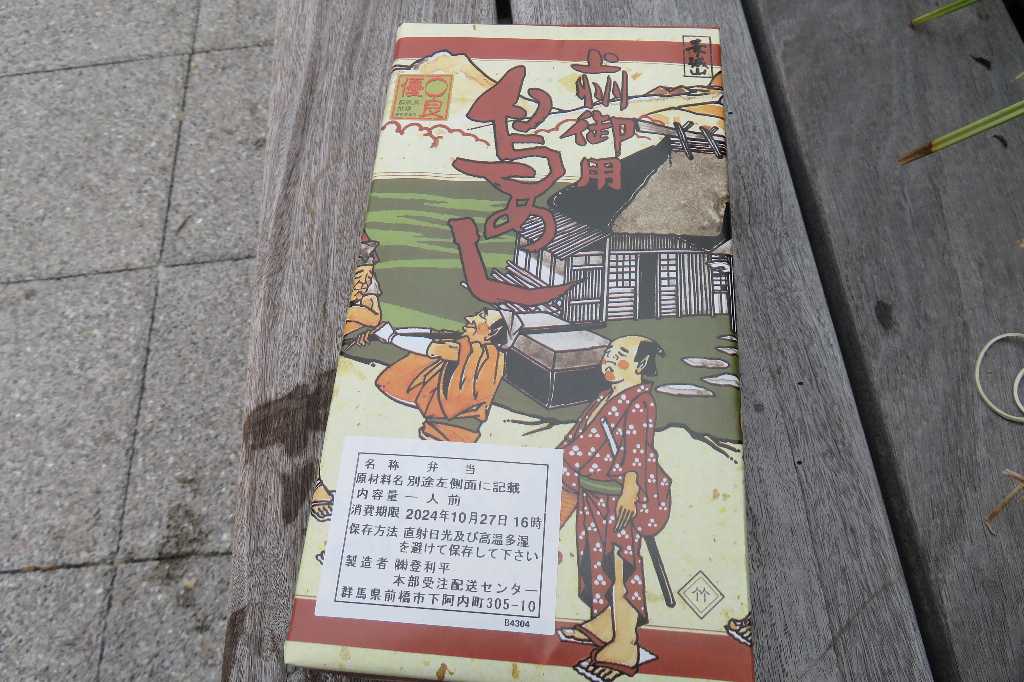 上州御用
鳥めし
登利平
優良
名称 弁当
原材料名 別途左側面に記載
内容量 一人前
消費期限 2024年10月27日 16時
保存方法 直射日光及び高温多湿
を避けて保存して下さい
製造者 ㈱登利平
本部受注配送センター
群馬県前橋市下阿内町305-10
B4304
竹